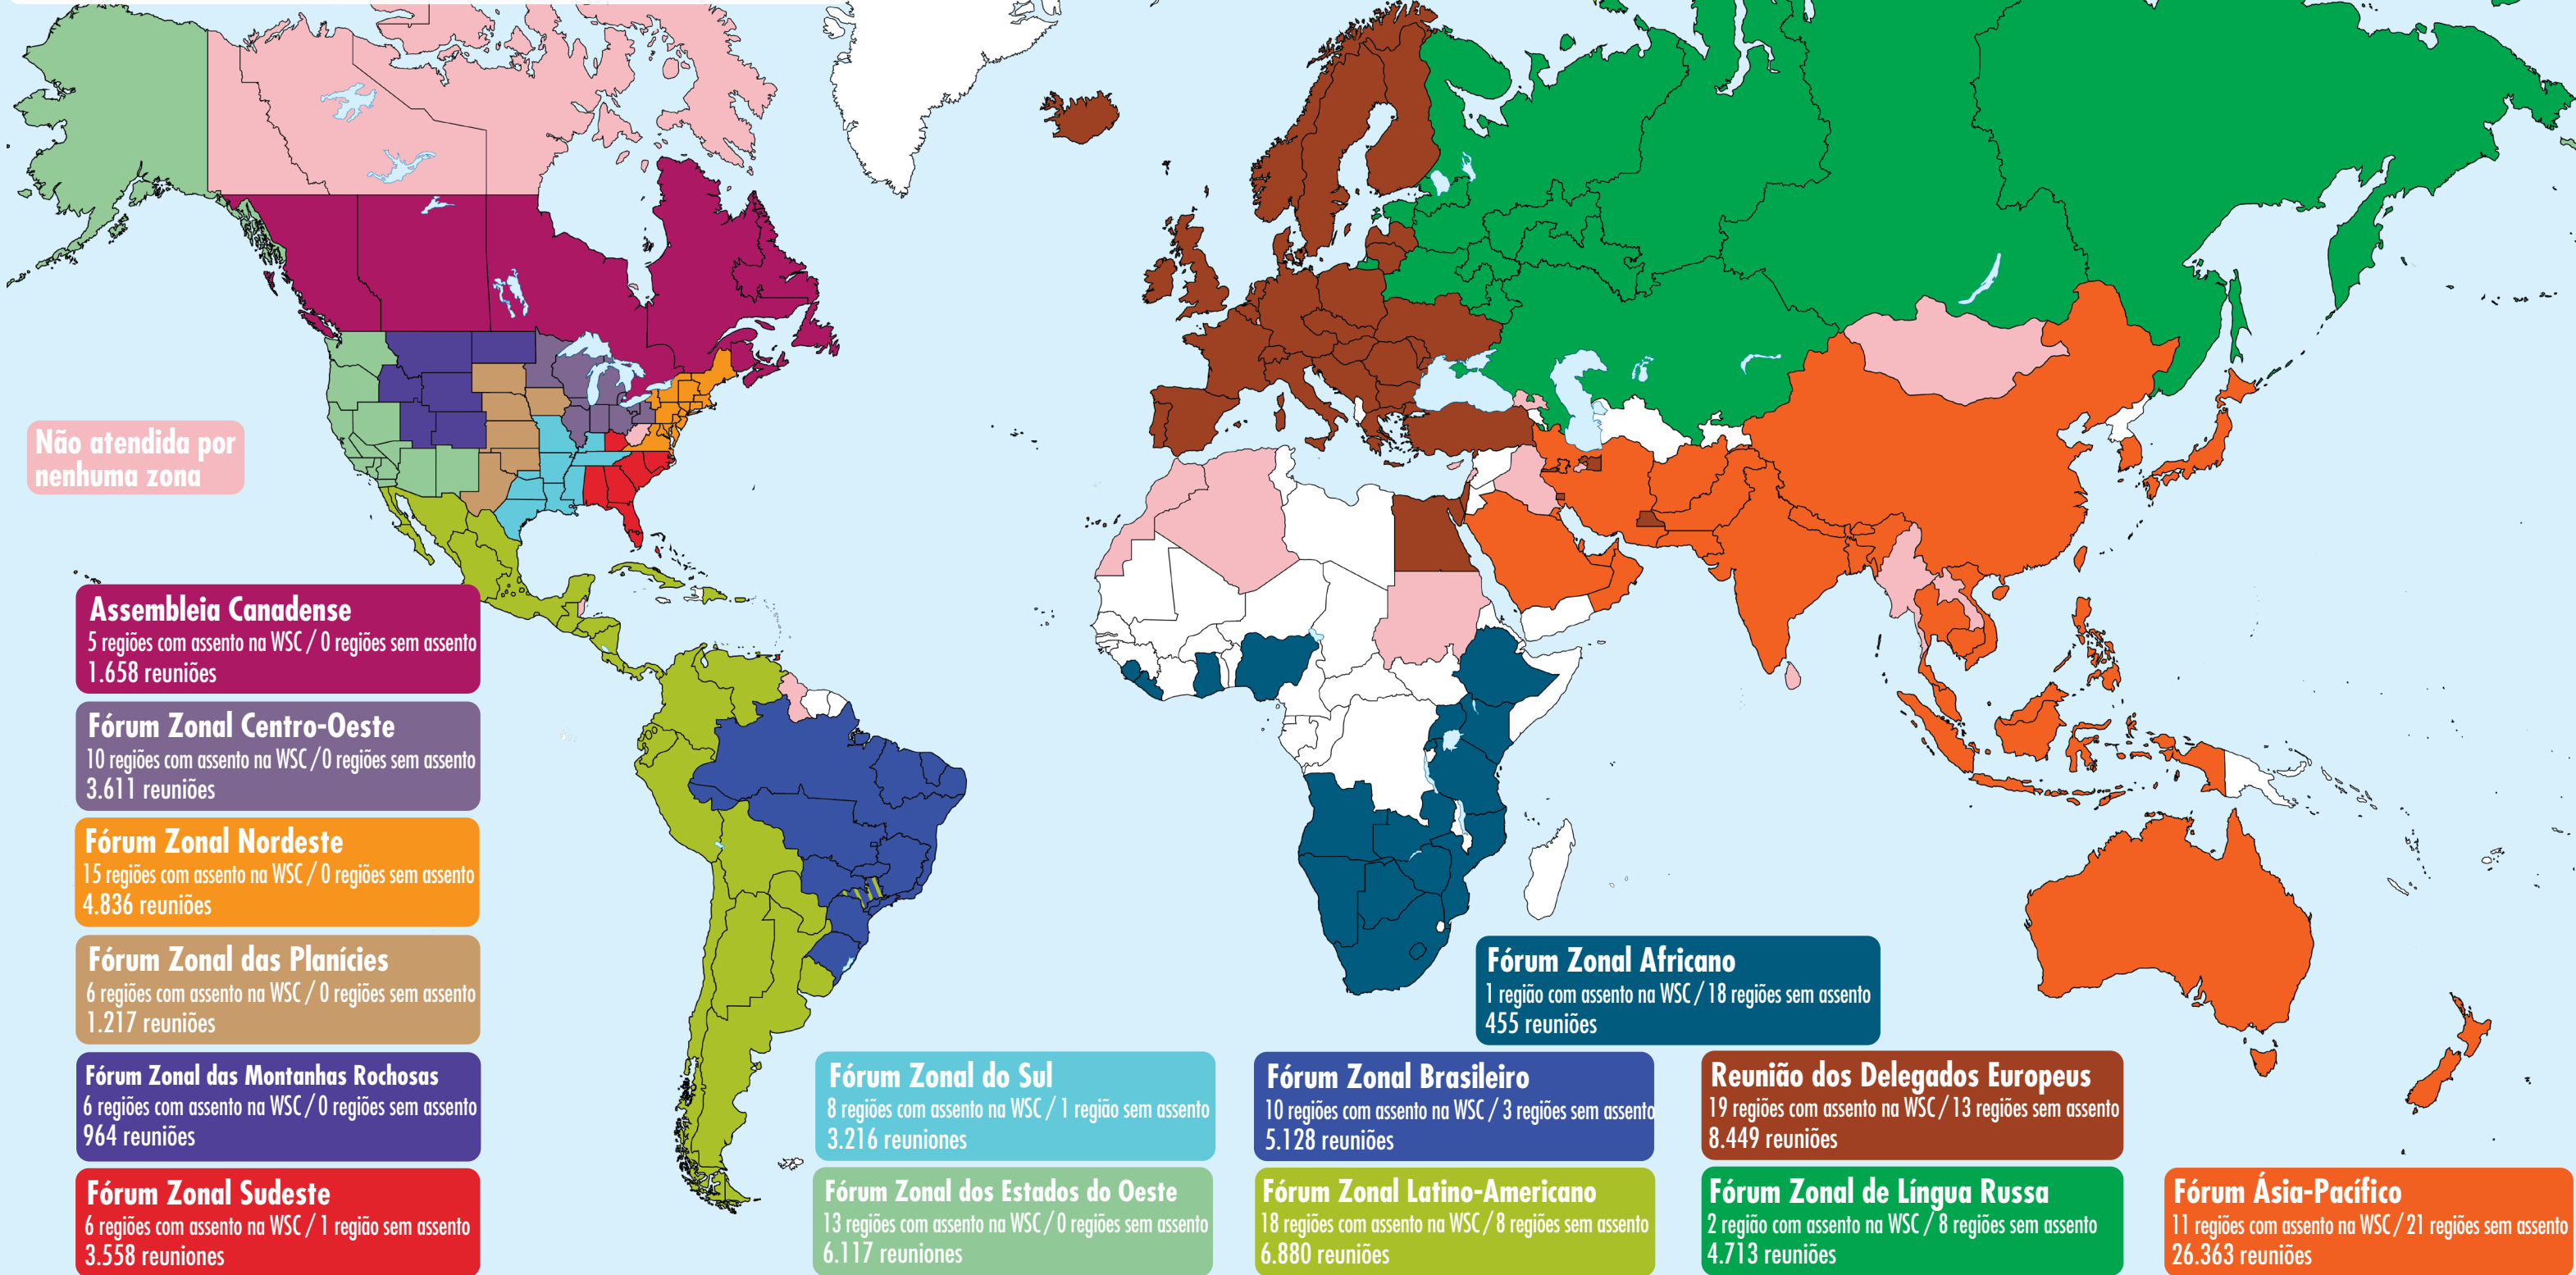 Não atendida por
nenhuma zona
Assembleia Canadense
5 regiões com assento na WSC / 0 regiões sem assento
1.658 reuniões
Fórum Zonal Centro-Oeste
10 regiões com assento na WSC / 0 regiões sem assento
3.611 reuniões
Fórum Zonal Nordeste
15 regiões com assento na WSC / 0 regiões sem assento
4.836 reuniões
Fórum Zonal das Planícies
6 regiões com assento na WSC / 0 regiões sem assento
1.217 reuniões
Fórum Zonal das Montanhas Rochosas
6 regiões com assento na WSC / 0 regiões sem assento
964 reuniões
Fórum Zonal Sudeste
6 regiões com assento na WSC / 1 região sem assento
3.558 reuniones
Fórum Zonal do Sul
8 regiões com assento na WSC / 1 região sem assento
3.216 reuniones
Fórum Zonal dos Estados do Oeste
13 regiões com assento na WSC / 0 regiões sem assento
6.117 reuniones
Fórum Zonal Brasileiro
10 regiões com assento na WSC / 3 regiões sem assento
5.128 reuniões
Fórum Zonal Latino-Americano
18 regiões com assento na WSC / 8 regiões sem assento
6.880 reuniões
Fórum Zonal Africano
1 região com assento na WSC / 18 regiões sem assento
455 reuniões
Reunião dos Delegados Europeus
19 regiões com assento na WSC / 13 regiões sem assento
8.449 reuniões
Fórum Zonal de Língua Russa
2 região com assento na WSC / 8 regiões sem assento
4.713 reuniões
Fórum Ásia-Pacífico
11 regiões com assento na WSC / 21 regiões sem assento
26.363 reuniões